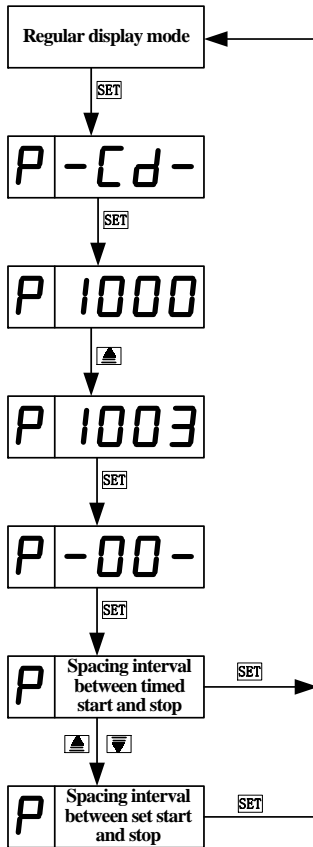 Regular display mode
SET
P -Cd-
SET
P 1000
P 1003
SET
P -00-
SET
P Spacing interval
between timed
start and stop
SET
P Spacing interval
between set start
and stop
SET